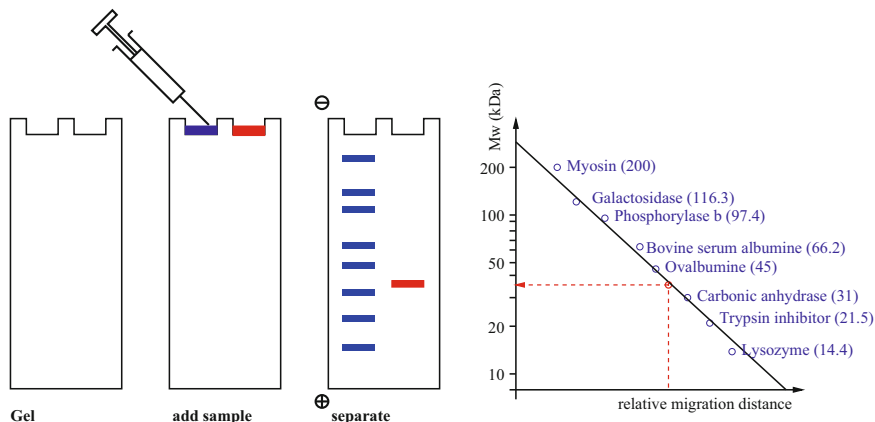 Gel
add sample
⊖
⊕
separate
Mw (kDa)
200
100
50
20
10
Myosin (200)
Galactosidase (116.3)
Phosphorylase b (97.4)
Bovine serum albumine (66.2)
Ovalbumine (45)
Carbonic anhydrase (31)
Trypsin inhibitor (21.5)
Lysozyme (14.4)
relative migration distance